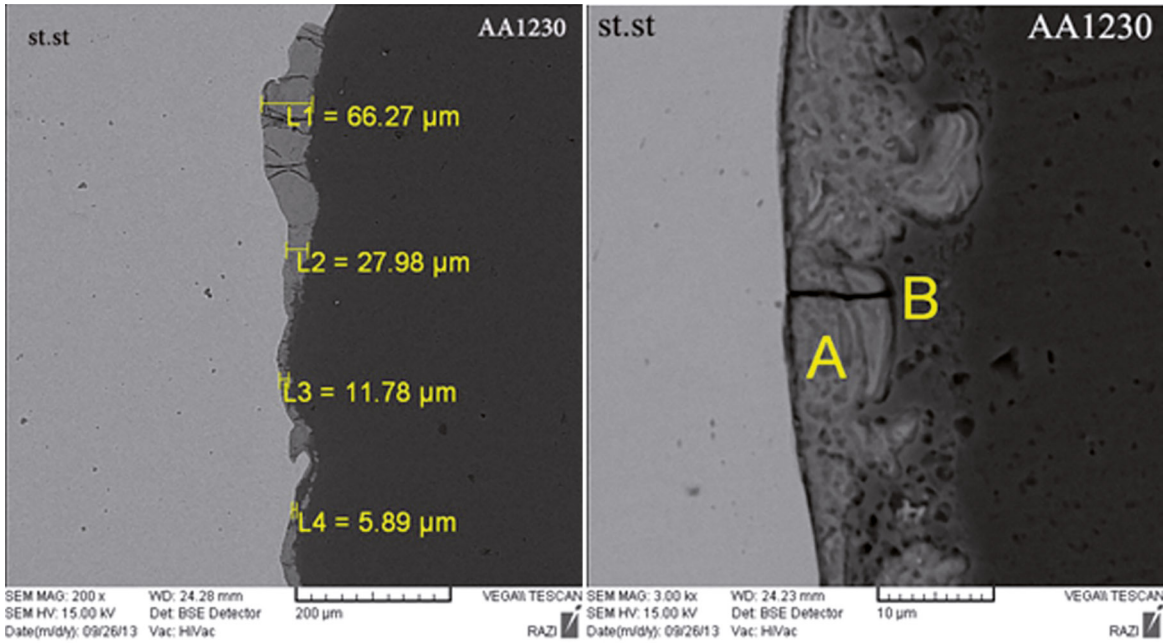 st.st
AA1230
L1 = 66.27 µm
L2 = 27.98 µm
L3 = 11.78 µm
L4 = 5.89 µm
SEM MAG: 200 x WD: 24.28 mm
SEM HV: 15.00 kV Det: BSE Detector 200 µm
Date(m/d/y): 09/26/13 Vac: HiVac
VEGA\\ TESCAN
RAZI
st.st
AA1230
A
B
SEM MAG: 3.00 kx WD: 24.23 mm
SEM HV: 15.00 kV Det: BSE Detector 10 µm
Date(m/d/y): 09/26/13 Vac: HiVac
VEGA\\ TESCAN
RAZI